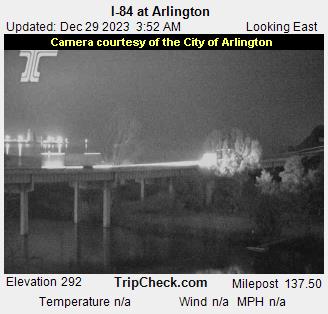 I-84 at Arlington
Updated: Dec 29 2023 3:52 AM Looking East
Camera courtesy of the City of Arlington
Elevation 292 TripCheck.com Milepost 137.50
Temperature n/a Wind n/a MPH n/a